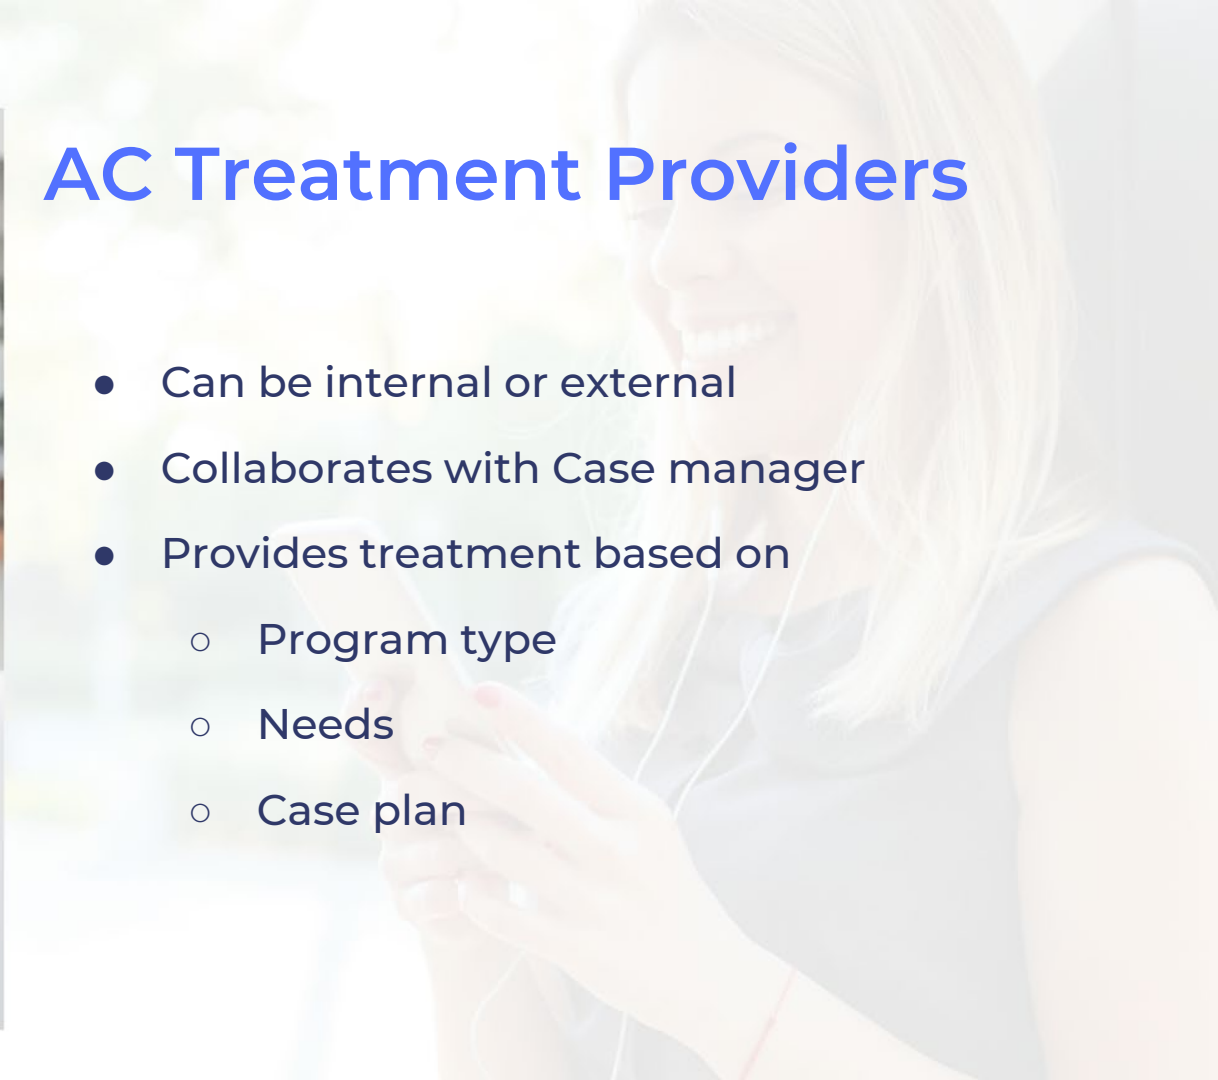 AC Treatment Providers
● Can be internal or external
● Collaborates with Case manager
● Provides treatment based on
○ Program type
○ Needs
○ Case plan